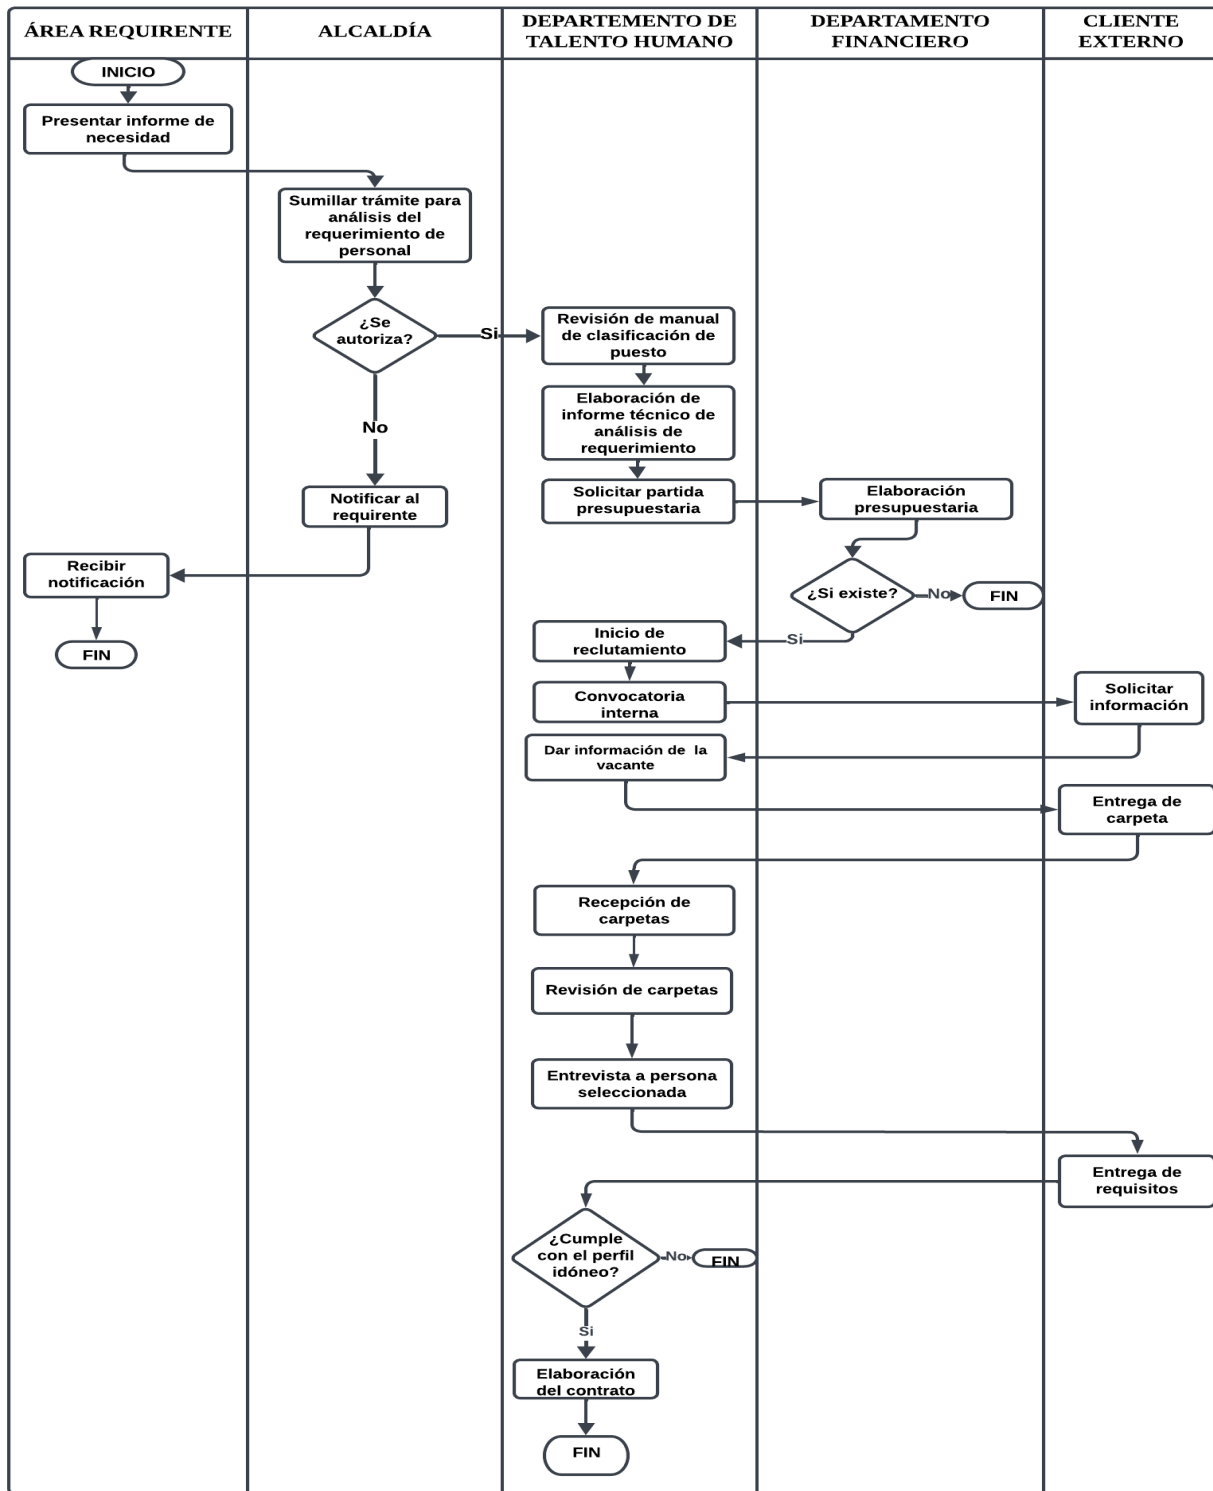 ÁREA REQUIRENTE
ALCALDÍA
DEPARTEMENTO DE
TALENTO HUMANO
DEPARTAMENTO
FINANCIERO
CLIENTE
EXTERNO
INICIO
Presentar informe de
necesidad
Sumillar trámite para
análisis del
requerimiento de
personal
¿Se
autoriza?
Si
Revisión de manual
de clasificación de
puesto
Elaboración de
informe técnico de
análisis de
requerimiento
No
Notificar al
requirente
Solicitar partida
presupuestaria
Elaboración
presupuestaria
Recibir
notificación
FIN
¿Si existe?
No
FIN
Si
Inicio de
reclutamiento
Convocatoria
interna
Solicitar
información
Dar información de  la
vacante
Entrega de
carpeta
Recepción de
carpetas
Revisión de carpetas
Entrevista a persona
seleccionada
Entrega de
requisitos
¿Cumple
con el perfil
idóneo?
No
FIN
Si
Elaboración
del contrato
FIN